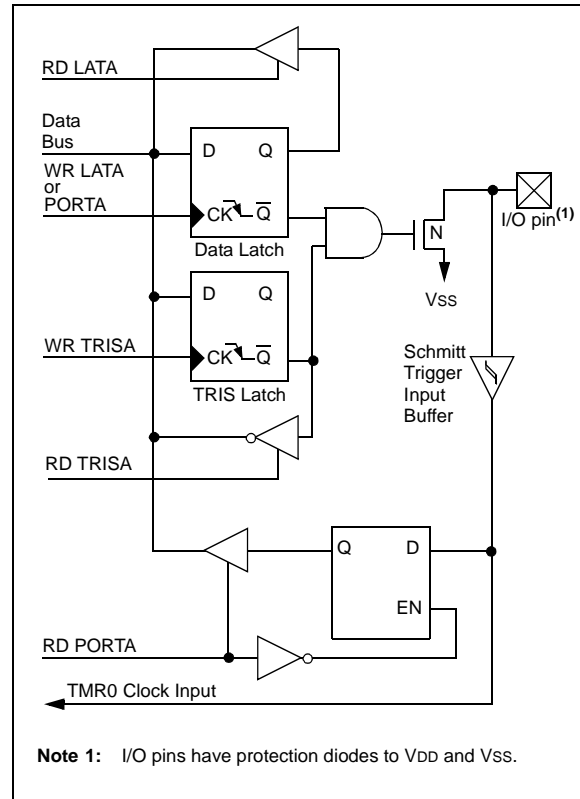 RD LATA
Data
Bus
D Q
WR LATA
or
PORTA
CK Q
Data Latch
I/O pin(1)
N
VSS
D Q
WR TRISA
CK Q
TRIS Latch
Schmitt
Trigger
Input
Buffer
RD TRISA
Q D
EN
RD PORTA
TMR0 Clock Input
Note 1: I/O pins have protection diodes to VDD and VSS.